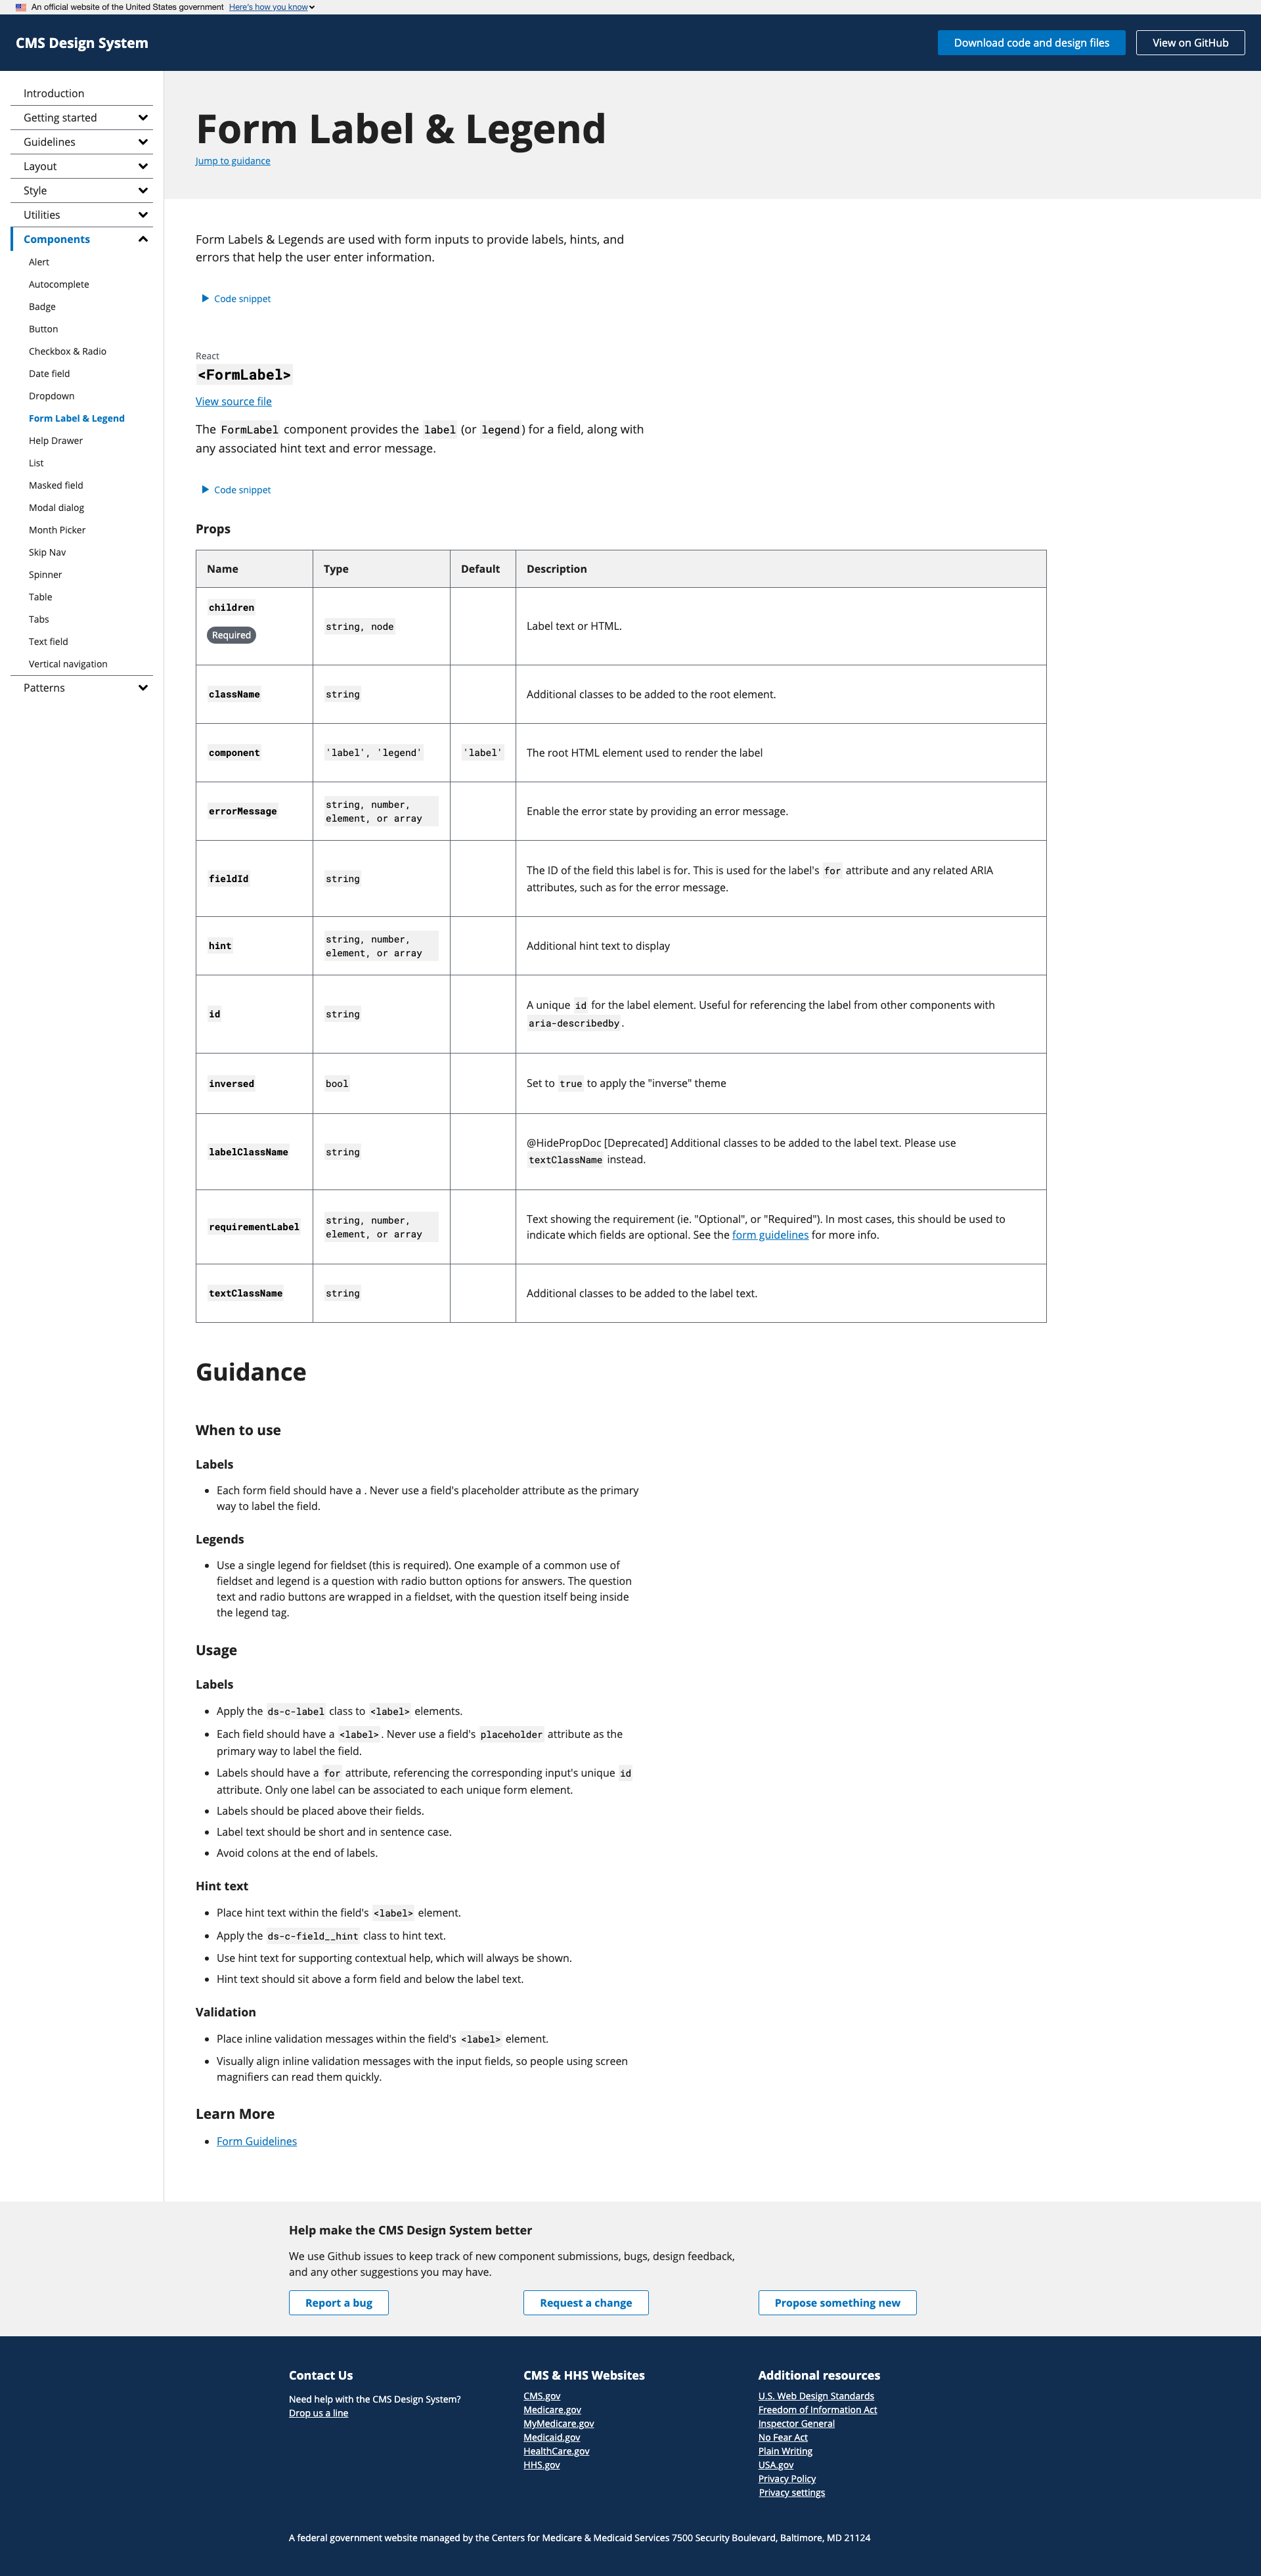 An official website of the United States government Here's how you know
CMS Design System
Download code and design files
View on GitHub
Introduction
Getting started
Guidelines
Layout
Style
Utilities
Components
Alert
Autocomplete
Badge
Button
Checkbox & Radio
Date field
Dropdown
Form Label & Legend
Help Drawer
List
Masked field
Modal dialog
Month Picker
Skip Nav
Spinner
Table
Tabs
Text field
Vertical navigation
Patterns
Form Label & Legend
Jump to guidance
Form Labels & Legends are used with form inputs to provide labels, hints, and
errors that help the user enter information.
Code snippet
React
<FormLabel>
View source file
The FormLabel component provides the label (or legend) for a field, along with
any associated hint text and error message.
Code snippet
Props
Name Type Default Description
children
Required
string, node
Label text or HTML.
className string Additional classes to be added to the root element.
component 'label', 'legend' 'label' The root HTML element used to render the label
errorMessage
string, number,
element, or array
Enable the error state by providing an error message.
fieldId string
The ID of the field this label is for. This is used for the label's for attribute and any related ARIA
attributes, such as for the error message.
hint
string, number,
element, or array
Additional hint text to display
id string
A unique id for the label element. Useful for referencing the label from other components with
aria-describedby.
inversed bool Set to true to apply the "inverse" theme
labelClassName string
@HidePropDoc [Deprecated] Additional classes to be added to the label text. Please use
textClassName instead.
requirementLabel
string, number,
element, or array
Text showing the requirement (ie. "Optional", or "Required"). In most cases, this should be used to
indicate which fields are optional. See the form guidelines for more info.
textClassName string Additional classes to be added to the label text.
Guidance
When to use
Labels
Each form field should have a . Never use a field's placeholder attribute as the primary
way to label the field.
Legends
Use a single legend for fieldset (this is required). One example of a common use of
fieldset and legend is a question with radio button options for answers. The question
text and radio buttons are wrapped in a fieldset, with the question itself being inside
the legend tag.
Usage
Labels
Apply the ds-c-label class to <label> elements.
Each field should have a <label>. Never use a field's placeholder attribute as the
primary way to label the field.
Labels should have a for attribute, referencing the corresponding input's unique id
attribute. Only one label can be associated to each unique form element.
Labels should be placed above their fields.
Label text should be short and in sentence case.
Avoid colons at the end of labels.
Hint text
Place hint text within the field's <label> element.
Apply the ds-c-field__hint class to hint text.
Use hint text for supporting contextual help, which will always be shown.
Hint text should sit above a form field and below the label text.
Validation
Place inline validation messages within the field's <label> element.
Visually align inline validation messages with the input fields, so people using screen
magnifiers can read them quickly.
Learn More
Form Guidelines
Help make the CMS Design System better
We use Github issues to keep track of new component submissions, bugs, design feedback,
and any other suggestions you may have.
Report a bug
Request a change
Propose something new
Contact Us
Need help with the CMS Design System?
Drop us a line
CMS & HHS Websites
CMS.gov
Medicare.gov
MyMedicare.gov
Medicaid.gov
HealthCare.gov
HHS.gov
Additional resources
U.S. Web Design Standards
Freedom of Information Act
Inspector General
No Fear Act
Plain Writing
USA.gov
Privacy Policy
Privacy settings
A federal government website managed by the Centers for Medicare & Medicaid Services 7500 Security Boulevard, Baltimore, MD 21124